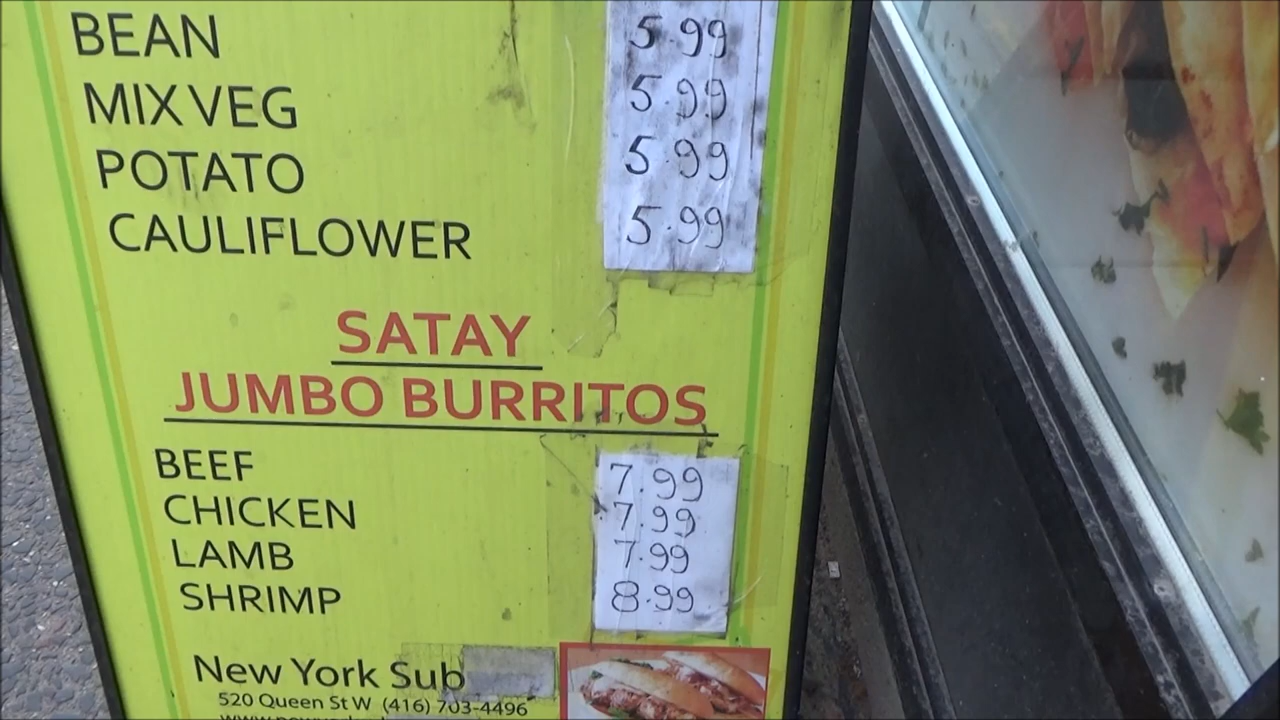 BEAN 5.99
MIX VEG 5.99
POTATO 5.99
CAULIFLOWER 5.99
SATAY
JUMBO BURRITOS
BEEF 7.99
CHICKEN 7.99
LAMB 7.99
SHRIMP 8.99
New York Sub
520 Queen St W (416) 703-4496